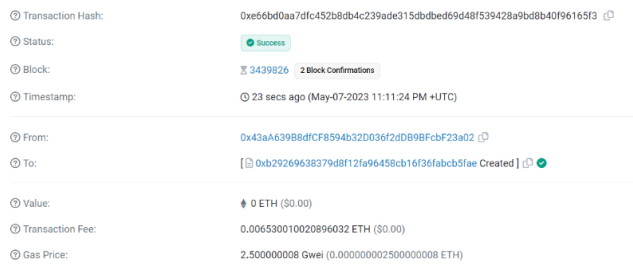 Transaction Hash: 0xe66bd0aa7dfc452b8db4c239ade315dbdbed69d48f539428a9bd8b40f96165f3
Status: Success
Block: 3439826 2 Block Confirmations
Timestamp: 23 secs ago (May-07-2023 11:11:24 PM +UTC)
From: 0x43aA639B8dfCF8594b32D036f2dDB9BFcbF23a02
To: [ 0xb29269638379d8f12fa96458cb16f36fabcb5fae Created ]
Value: 0 ETH ($0.00)
Transaction Fee: 0.006530010020896032 ETH ($0.00)
Gas Price: 2.500000008 Gwei (0.000000002500000008 ETH)